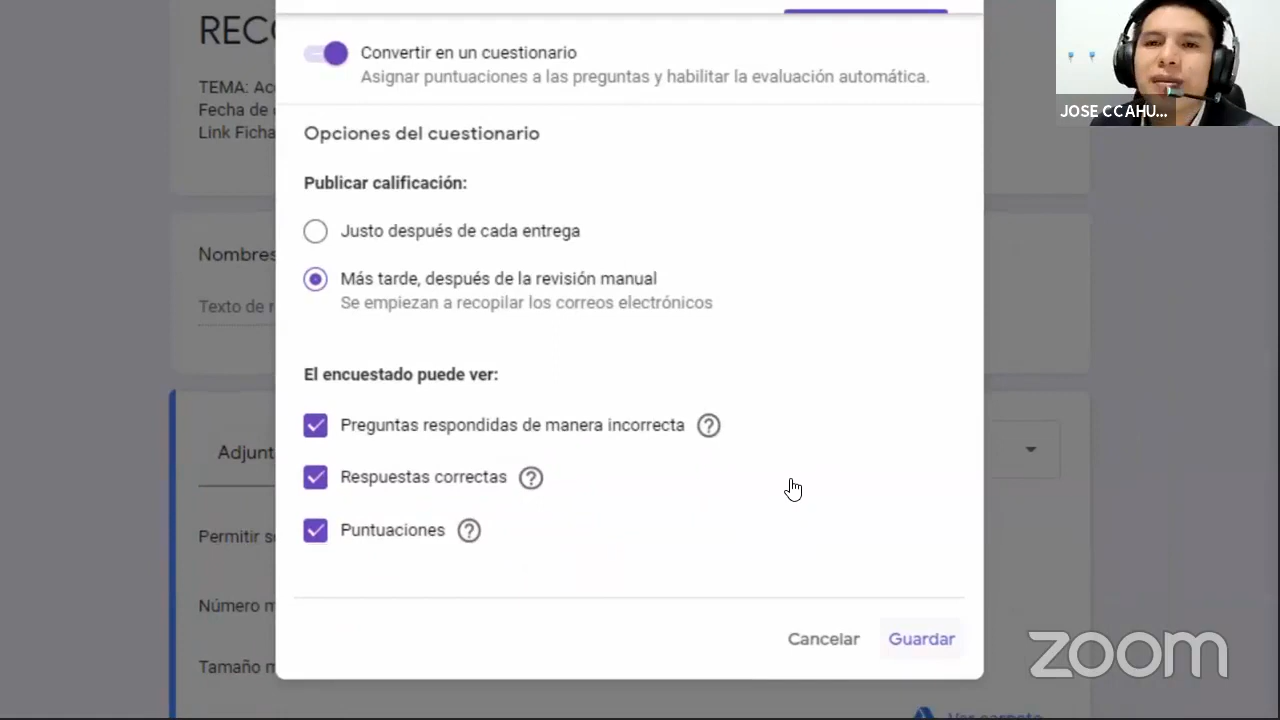 REC
TEMA: Ac
Fecha de
Link Ficha
Convertir en un cuestionario
Asignar puntuaciones a las preguntas y habilitar la evaluación automática.
JOSE CCAHU...
Opciones del cuestionario
Publicar calificación:
Justo después de cada entrega
Más tarde, después de la revisión manual
Se empiezan a recopilar los correos electrónicos
Nombres
Texto de r
El encuestado puede ver:
Preguntas respondidas de manera incorrecta
Respuestas correctas
Puntuaciones
Adjunt
Permitir s
Número m
Tamaño m
Cancelar
Guardar
zoom
Ver carpeta